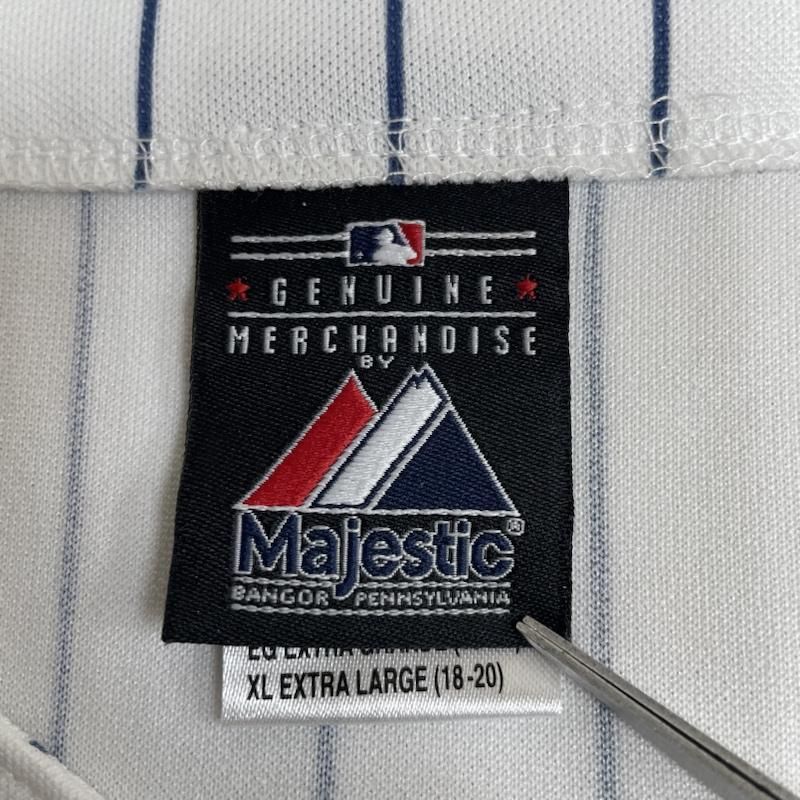 GENUINE
MERCHANDISE
BY
Majestic®
BANGOR PENNSYLVANIA
XL EXTRA LARGE (18-20)